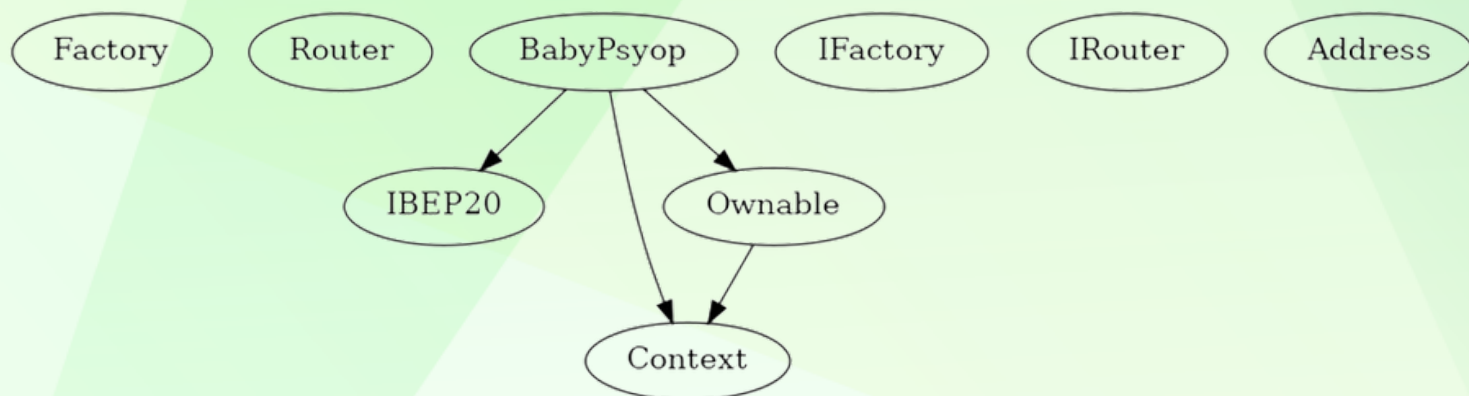 Factory Router BabyPsyop IFactory IRouter Address
IBEP20 Ownable
Context